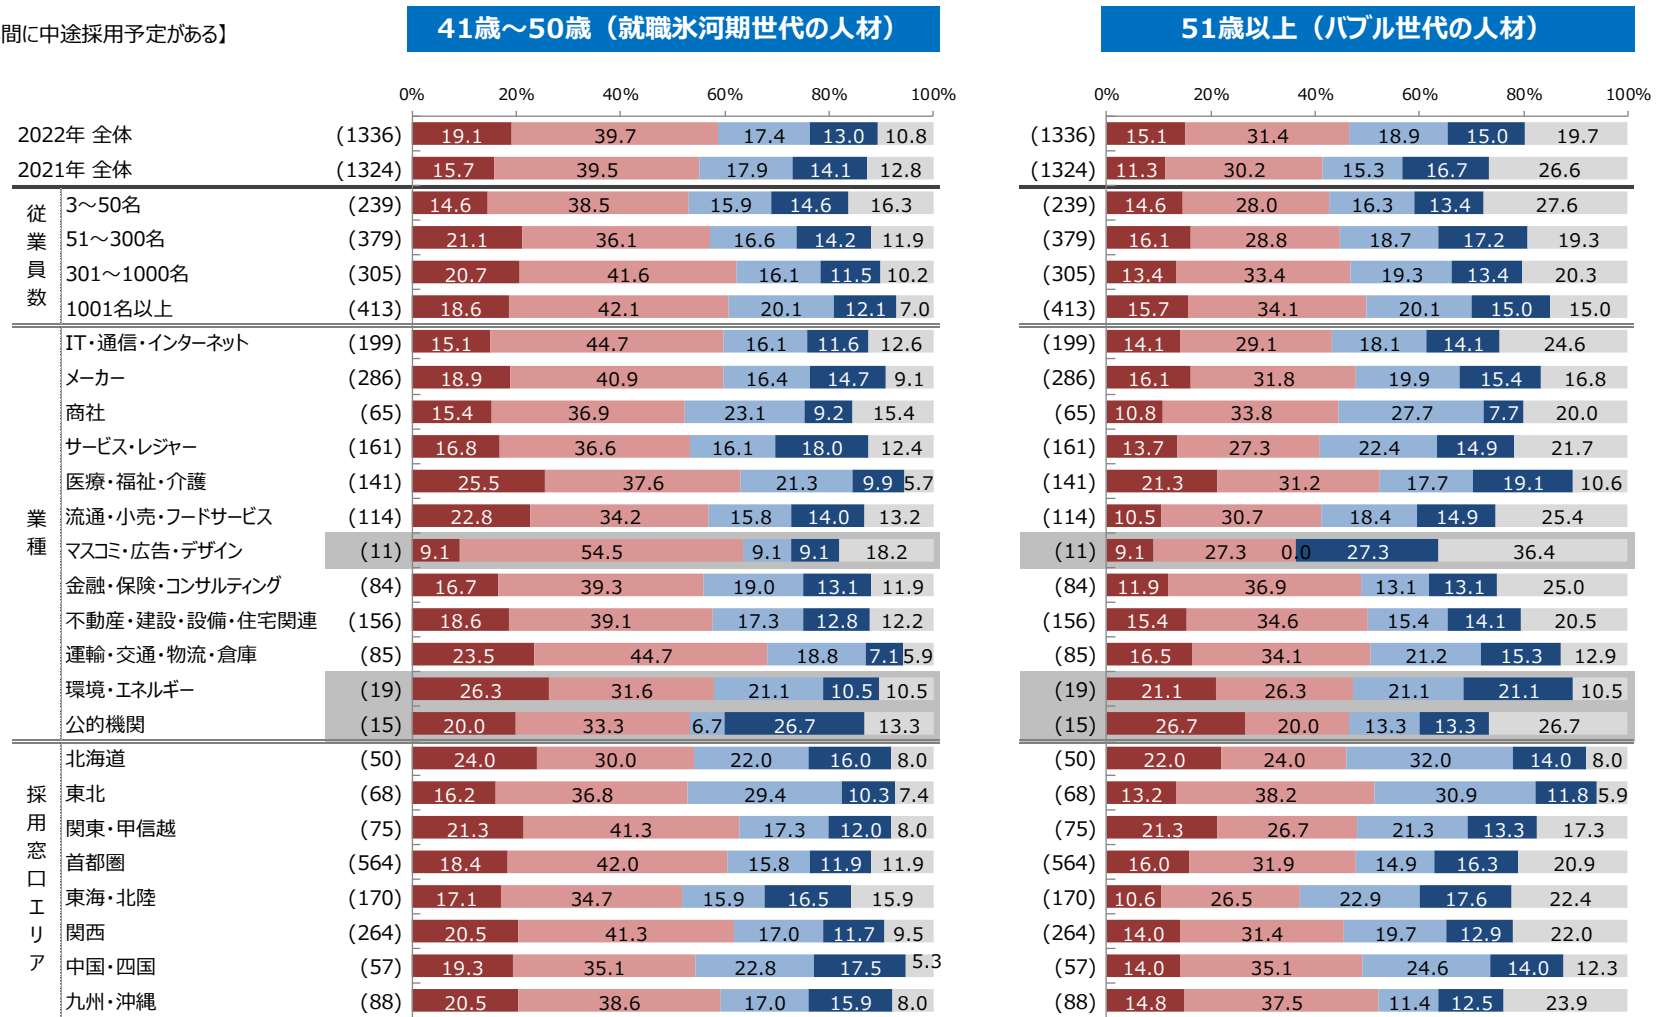 間に中途採用予定がある】
41歳～50歳（就職氷河期世代の人材）
51歳以上（バブル世代の人材）
0% 20% 40% 60% 80% 100%
0% 20% 40% 60% 80% 100%
2022年 全体 (1336) 19.1 39.7 17.4 13.0 10.8 (1336) 15.1 31.4 18.9 15.0 19.7
2021年 全体 (1324) 15.7 39.5 17.9 14.1 12.8 (1324) 11.3 30.2 15.3 16.7 26.6
従業員数
3～50名 (239) 14.6 38.5 15.9 14.6 16.3 (239) 14.6 28.0 16.3 13.4 27.6
51～300名 (379) 21.1 36.1 16.6 14.2 11.9 (379) 16.1 28.8 18.7 17.2 19.3
301～1000名 (305) 20.7 41.6 16.1 11.5 10.2 (305) 13.4 33.4 19.3 13.4 20.3
1001名以上 (413) 18.6 42.1 20.1 12.1 7.0 (413) 15.7 34.1 20.1 15.0 15.0
業種
IT・通信・インターネット (199) 15.1 44.7 16.1 11.6 12.6 (199) 14.1 29.1 18.1 14.1 24.6
メーカー (286) 18.9 40.9 16.4 14.7 9.1 (286) 16.1 31.8 19.9 15.4 16.8
商社 (65) 15.4 36.9 23.1 9.2 15.4 (65) 10.8 33.8 27.7 7.7 20.0
サービス・レジャー (161) 16.8 36.6 16.1 18.0 12.4 (161) 13.7 27.3 22.4 14.9 21.7
医療・福祉・介護 (141) 25.5 37.6 21.3 9.9 5.7 (141) 21.3 31.2 17.7 19.1 10.6
流通・小売・フードサービス (114) 22.8 34.2 15.8 14.0 13.2 (114) 10.5 30.7 18.4 14.9 25.4
マスコミ・広告・デザイン (11) 9.1 54.5 9.1 9.1 18.2 (11) 9.1 27.3 0.0 27.3 36.4
金融・保険・コンサルティング (84) 16.7 39.3 19.0 13.1 11.9 (84) 11.9 36.9 13.1 13.1 25.0
不動産・建設・設備・住宅関連 (156) 18.6 39.1 17.3 12.8 12.2 (156) 15.4 34.6 15.4 14.1 20.5
運輸・交通・物流・倉庫 (85) 23.5 44.7 18.8 7.1 5.9 (85) 16.5 34.1 21.2 15.3 12.9
環境・エネルギー (19) 26.3 31.6 21.1 10.5 10.5 (19) 21.1 26.3 21.1 21.1 10.5
公的機関 (15) 20.0 33.3 6.7 26.7 13.3 (15) 26.7 20.0 13.3 13.3 26.7
採用窓口エリア
北海道 (50) 24.0 30.0 22.0 16.0 8.0 (50) 22.0 24.0 32.0 14.0 8.0
東北 (68) 16.2 36.8 29.4 10.3 7.4 (68) 13.2 38.2 30.9 11.8 5.9
関東・甲信越 (75) 21.3 41.3 17.3 12.0 8.0 (75) 21.3 26.7 21.3 13.3 17.3
首都圏 (564) 18.4 42.0 15.8 11.9 11.9 (564) 16.0 31.9 14.9 16.3 20.9
東海・北陸 (170) 17.1 34.7 15.9 16.5 15.9 (170) 10.6 26.5 22.9 17.6 22.4
関西 (264) 20.5 41.3 17.0 11.7 9.5 (264) 14.0 31.4 19.7 12.9 22.0
中国・四国 (57) 19.3 35.1 22.8 17.5 5.3 (57) 14.0 35.1 24.6 14.0 12.3
九州・沖縄 (88) 20.5 38.6 17.0 15.9 8.0 (88) 14.8 37.5 11.4 12.5 23.9